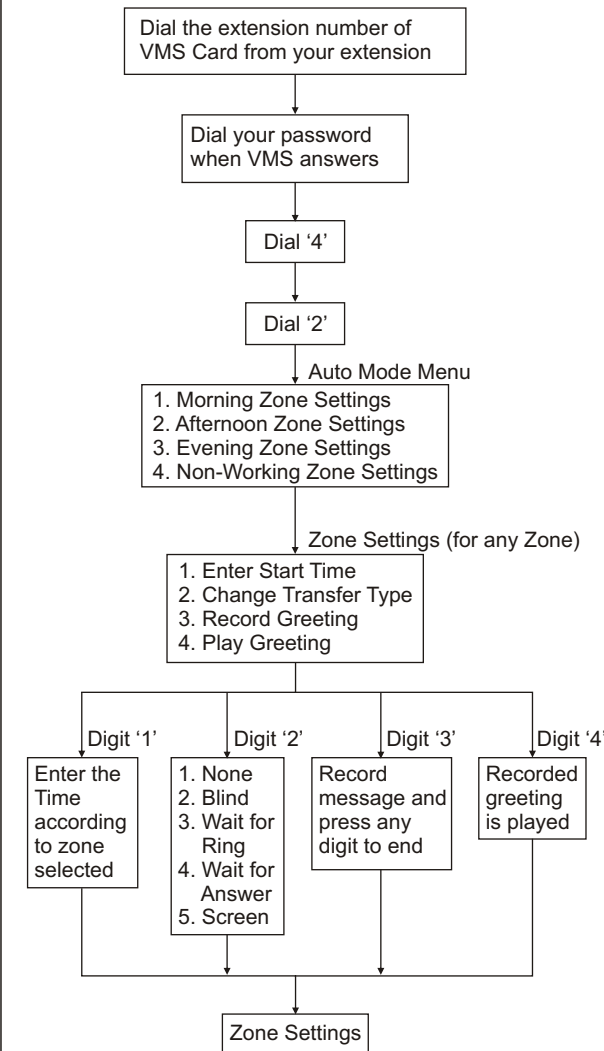 Dial the extension number of
VMS Card from your extension
Dial your password
when VMS answers
Dial ‘4’
Dial ‘2’
Auto Mode Menu
1. Morning Zone Settings
2. Afternoon Zone Settings
3. Evening Zone Settings
4. Non-Working Zone Settings
Zone Settings (for any Zone)
1. Enter Start Time
2. Change Transfer Type
3. Record Greeting
4. Play Greeting
Digit ‘1’
Enter the
Time
according
to zone
selected
Digit ‘2’
1. None
2. Blind
3. Wait for
Ring
4. Wait for
Answer
5. Screen
Digit ‘3’
Record
message and
press any
digit to end
Digit ‘4’
Recorded
greeting
is played
Zone Settings